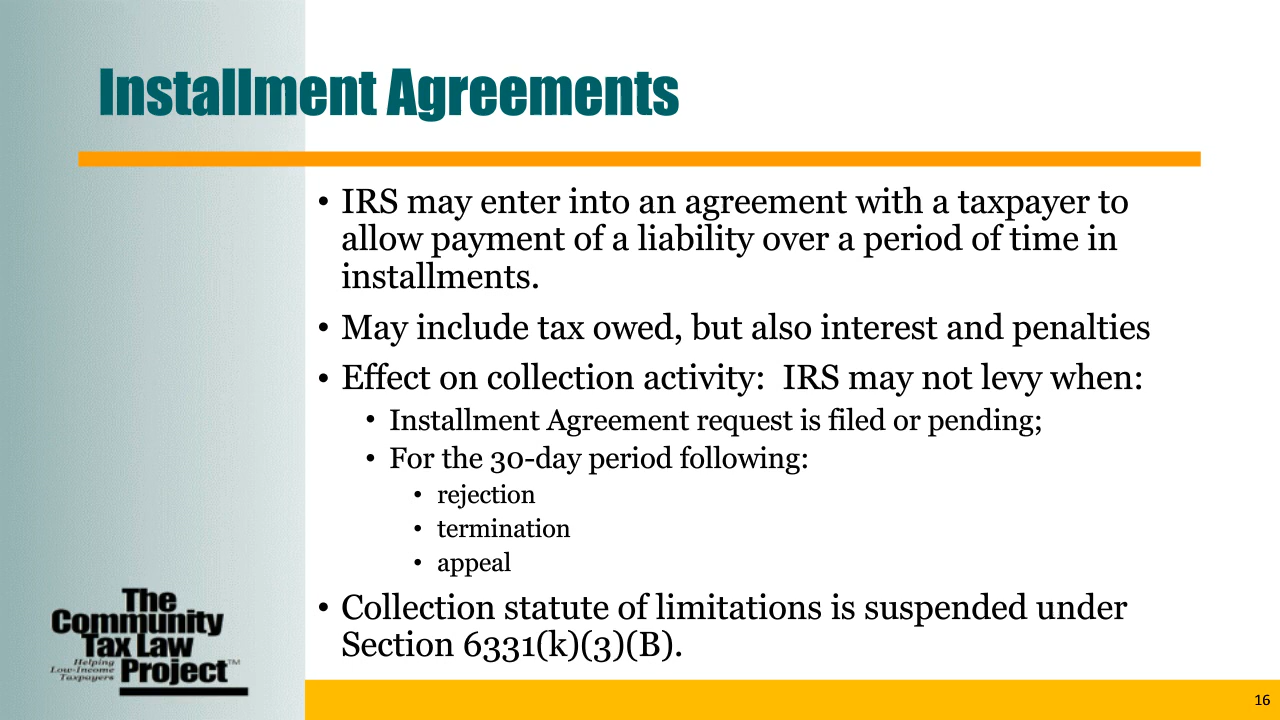 Installment Agreements
• IRS may enter into an agreement with a taxpayer to
allow payment of a liability over a period of time in
installments.
• May include tax owed, but also interest and penalties
• Effect on collection activity:  IRS may not levy when:
• Installment Agreement request is filed or pending;
• For the 30-day period following:
• rejection
• termination
• appeal
• Collection statute of limitations is suspended under
Section 6331(k)(3)(B).
The
Community
Tax Law
Project™
Helping
Low-Income
Taxpayers
16